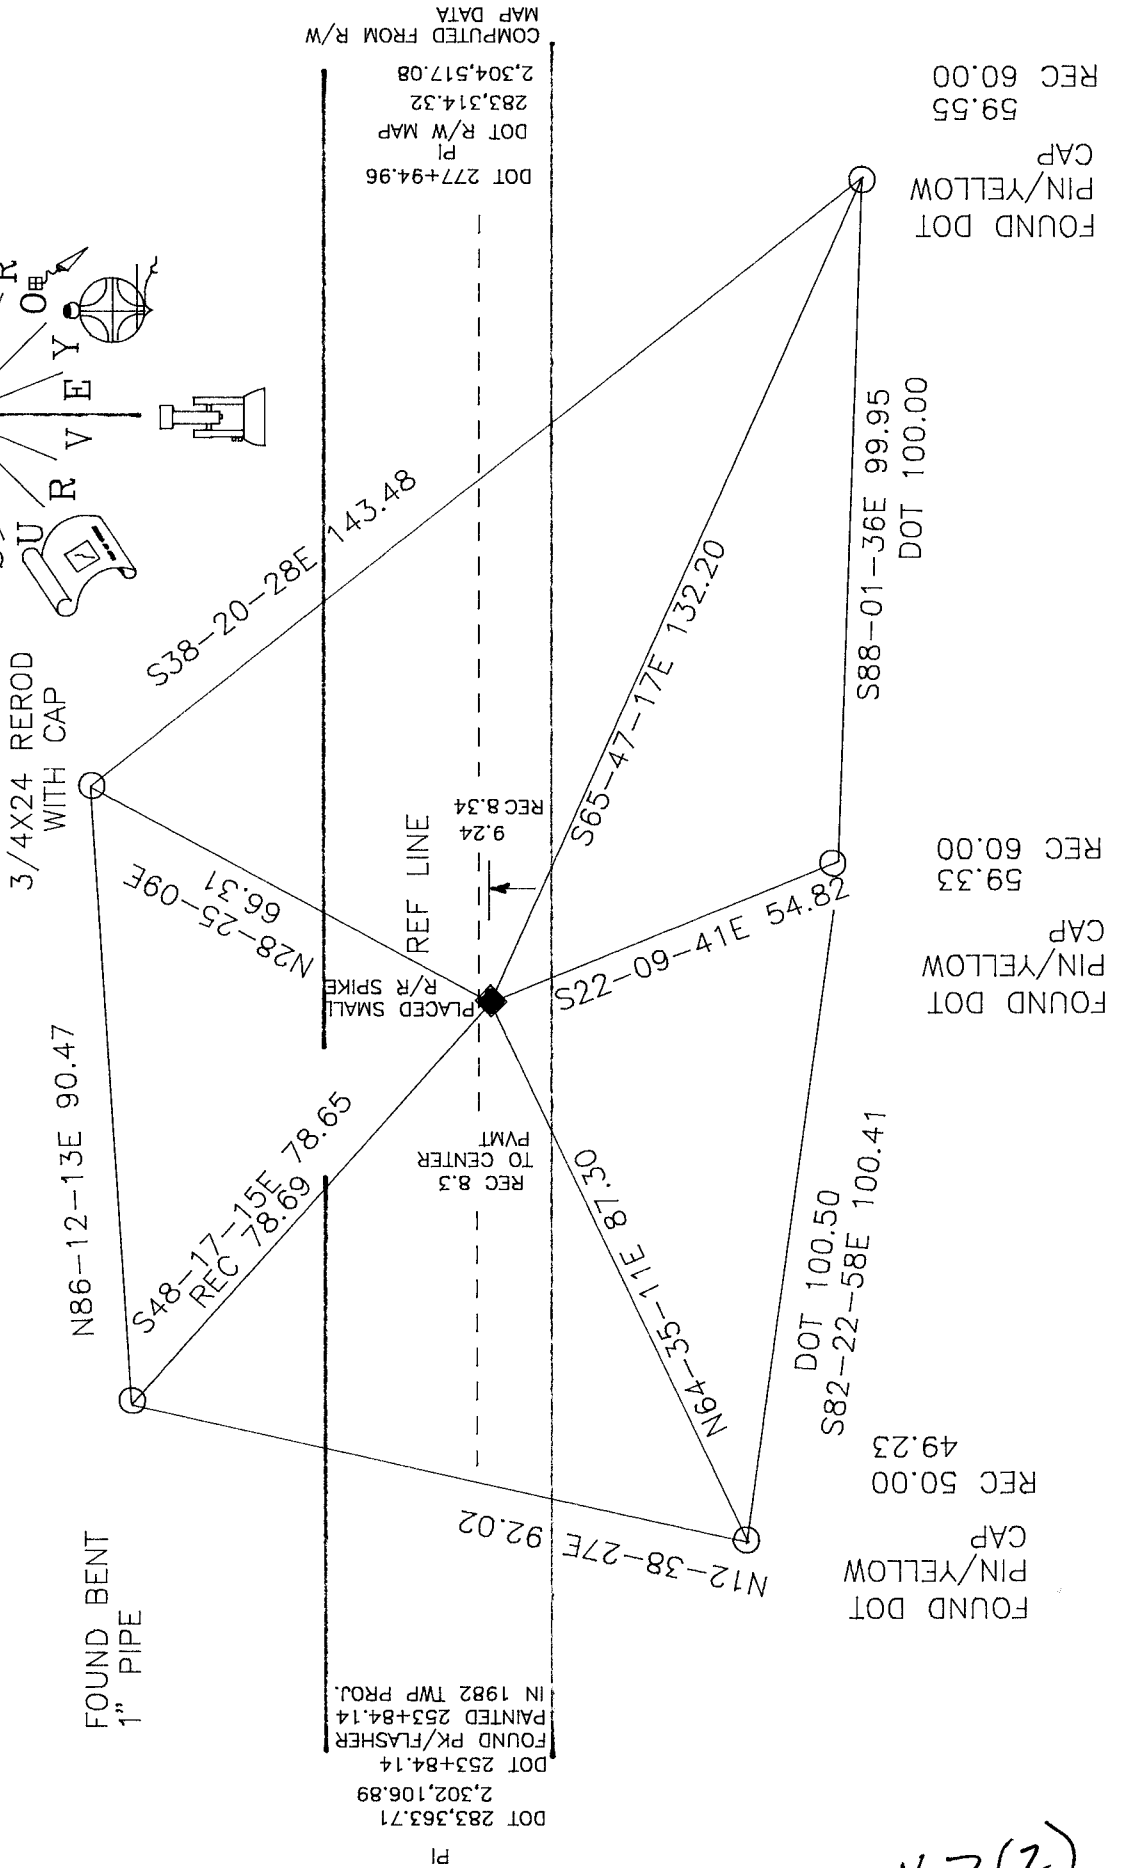 COMPUTED FROM R/W
MAP DATA
DOT 277+94.96
PI
DOT R/W MAP
283,314.32
2,304,517.08
U
R
V
E
Y
O
R
3/4X24 REROD
WITH CAP
S38-20-28E 143.48
N28-25-09E
66.31
N86-12-13E 90.47
S48-17-15E 78.65
REC 78.69
PLACED SMALL
R/R SPIKE
REF LINE
9.24
REC 8.34
REC 8.3
TO CENTER
PVMT
S65-47-17E 132.20
S22-09-41E 54.82
N64-35-11E 87.30
N12-38-27E 92.02
S88-01-36E 99.95
DOT 100.00
DOT 100.50
S82-22-58E 100.41
FOUND DOT
PIN/YELLOW
CAP
59.55
REC 60.00
FOUND DOT
PIN/YELLOW
CAP
59.33
REC 60.00
FOUND DOT
PIN/YELLOW
CAP
REC 50.00
49.23
FOUND BENT
1" PIPE
PI
DOT 283,363.71
2,302,106.89
DOT 253+84.14
FOUND PK/FLASHER
PAINTED 253+84.14
IN 1982 TWP PROJ.